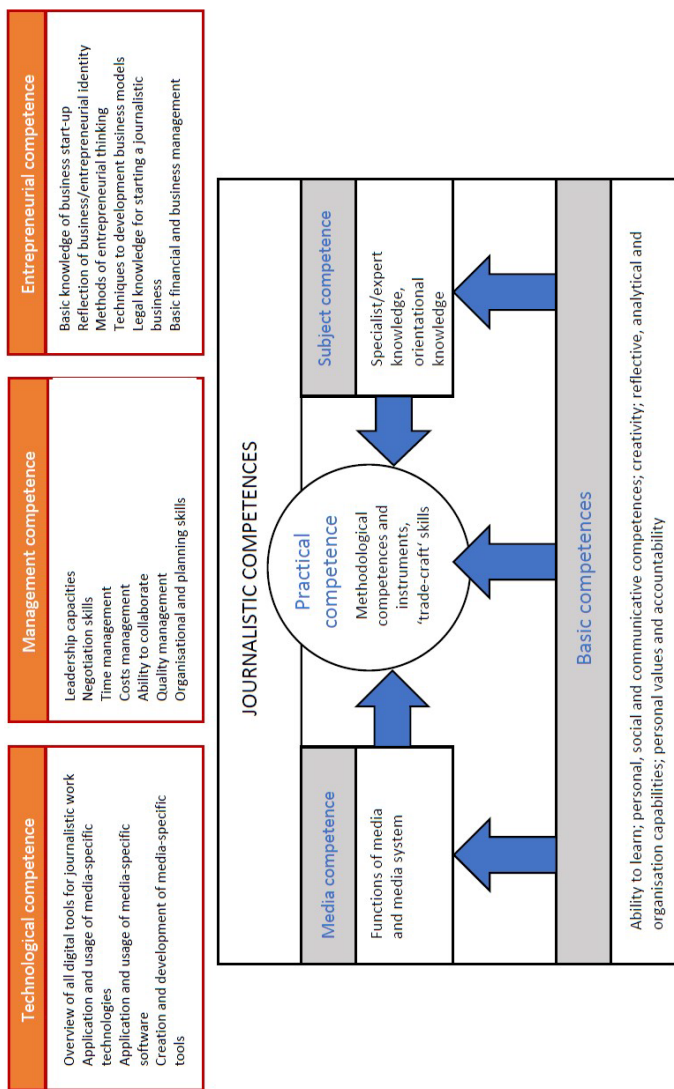 Technological competence
Overview of all digital tools for journalistic work
Application and usage of media-specific
technologies
Application and usage of media-specific
software
Creation and development of media-specific
tools
Management competence
Leadership capacities
Negotiation skills
Time management
Costs management
Ability to collaborate
Quality management
Organisational and planning skills
Entrepreneurial competence
Basic knowledge of business start-up
Reflection of business/entrepreneurial identity
Methods of entrepreneurial thinking
Techniques to development business models
Legal knowledge for starting a journalistic
business
Basic financial and business management
JOURNALISTIC COMPETENCES
Media competence
Functions of media
and media system
Practical
competence
Methodological
competences and
instruments,
‘trade-craft’ skills
Subject competence
Specialist/expert
knowledge,
orientational
knowledge
Basic competences
Ability to learn; personal, social and communicative competences; creativity; reflective, analytical and
organisation capabilities; personal values and accountability